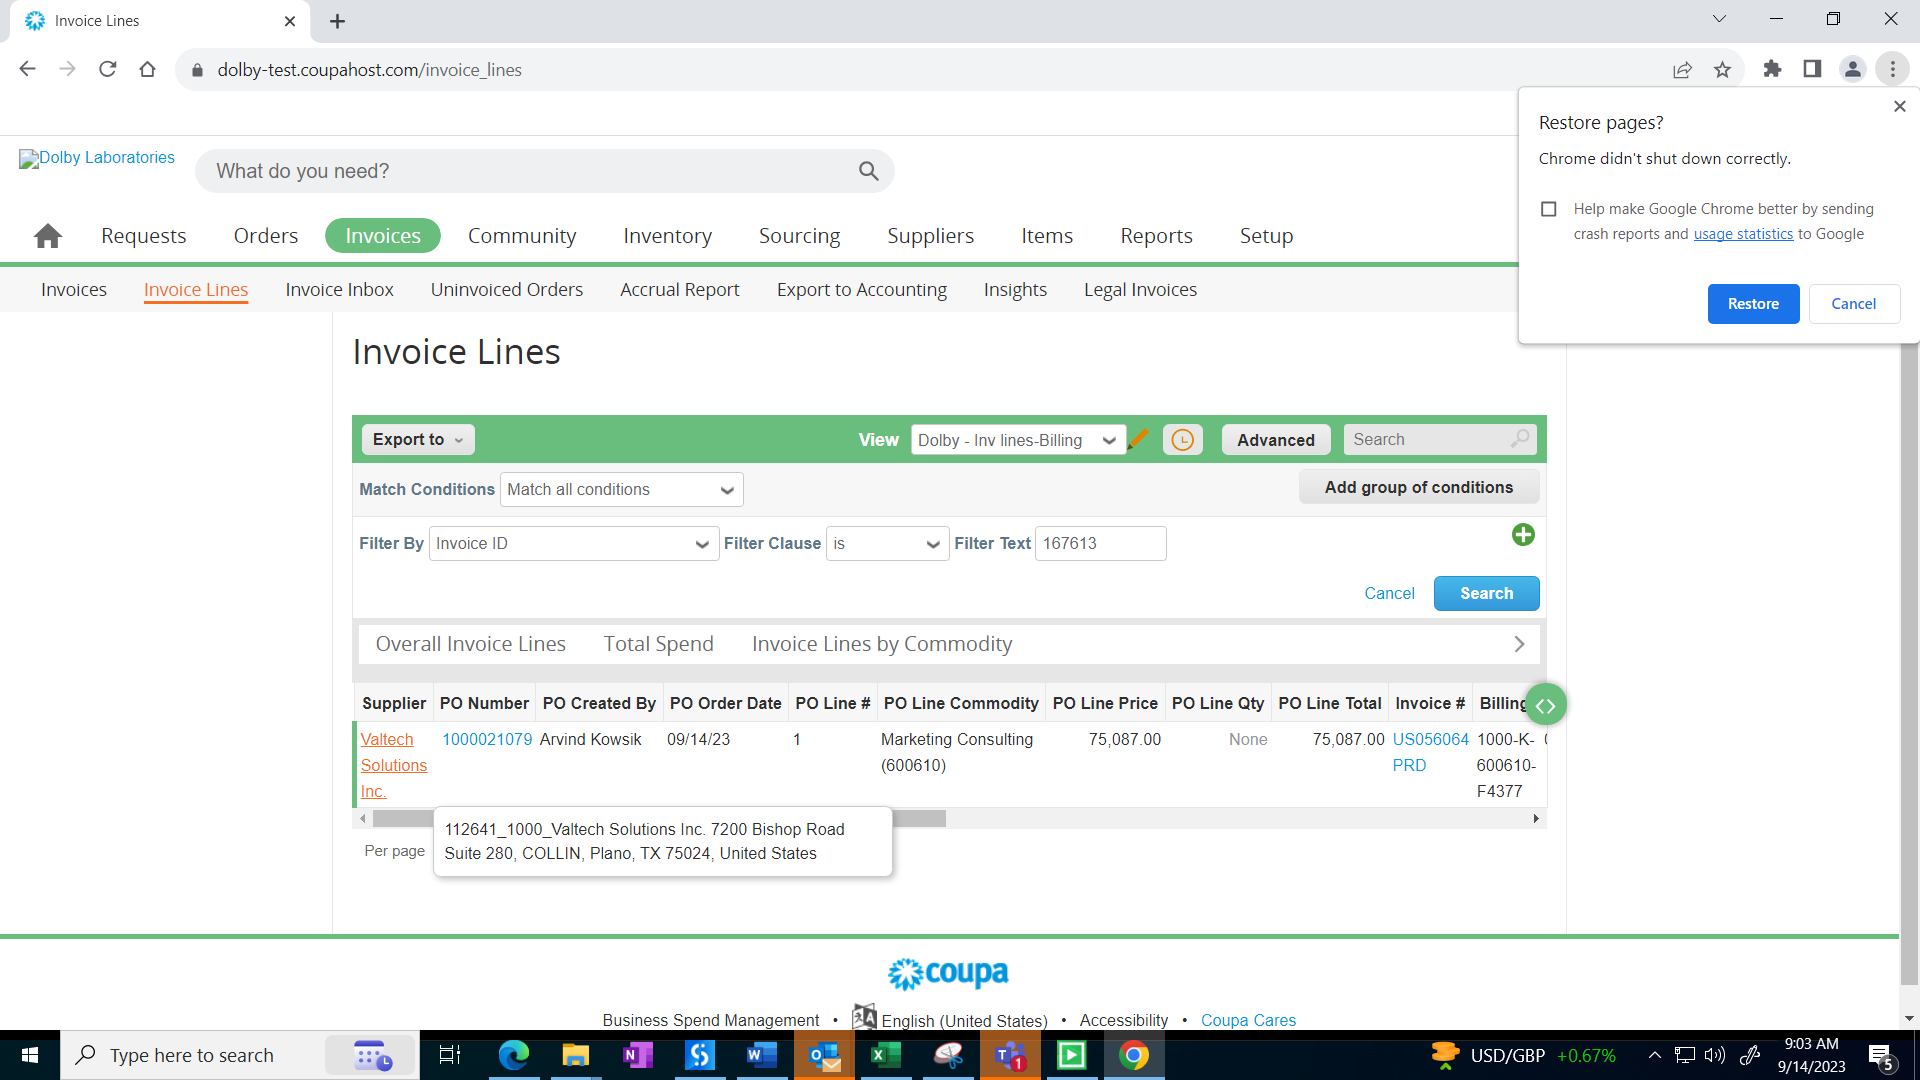 Invoice Lines
dolby-test.coupahost.com/invoice_lines
Restore pages?
Chrome didn't shut down correctly.
Help make Google Chrome better by sending
crash reports and usage statistics to Google
Restore Cancel
Dolby Laboratories
What do you need?
Requests Orders Invoices Community Inventory Sourcing Suppliers Items Reports Setup
Invoices Invoice Lines Invoice Inbox Uninvoiced Orders Accrual Report Export to Accounting Insights Legal Invoices
Invoice Lines
Export to View Dolby - Inv lines-Billing Advanced Search
Match Conditions Match all conditions Add group of conditions
Filter By Invoice ID Filter Clause is Filter Text 167613
Cancel Search
Overall Invoice Lines Total Spend Invoice Lines by Commodity
Supplier PO Number PO Created By PO Order Date PO Line # PO Line Commodity PO Line Price PO Line Qty PO Line Total Invoice # Billing
Valtech 1000021079 Arvind Kowsik 09/14/23 1 Marketing Consulting 75,087.00 None 75,087.00 US056064 1000-K-
Solutions (600610) PRD 600610-
Inc. F4377
112641_1000_Valtech Solutions Inc. 7200 Bishop Road
Suite 280, COLLIN, Plano, TX 75024, United States
Per page
coupa
Business Spend Management • English (United States) • Accessibility • Coupa Cares
Type here to search USD/GBP +0.67% 9:03 AM
9/14/2023
1
5